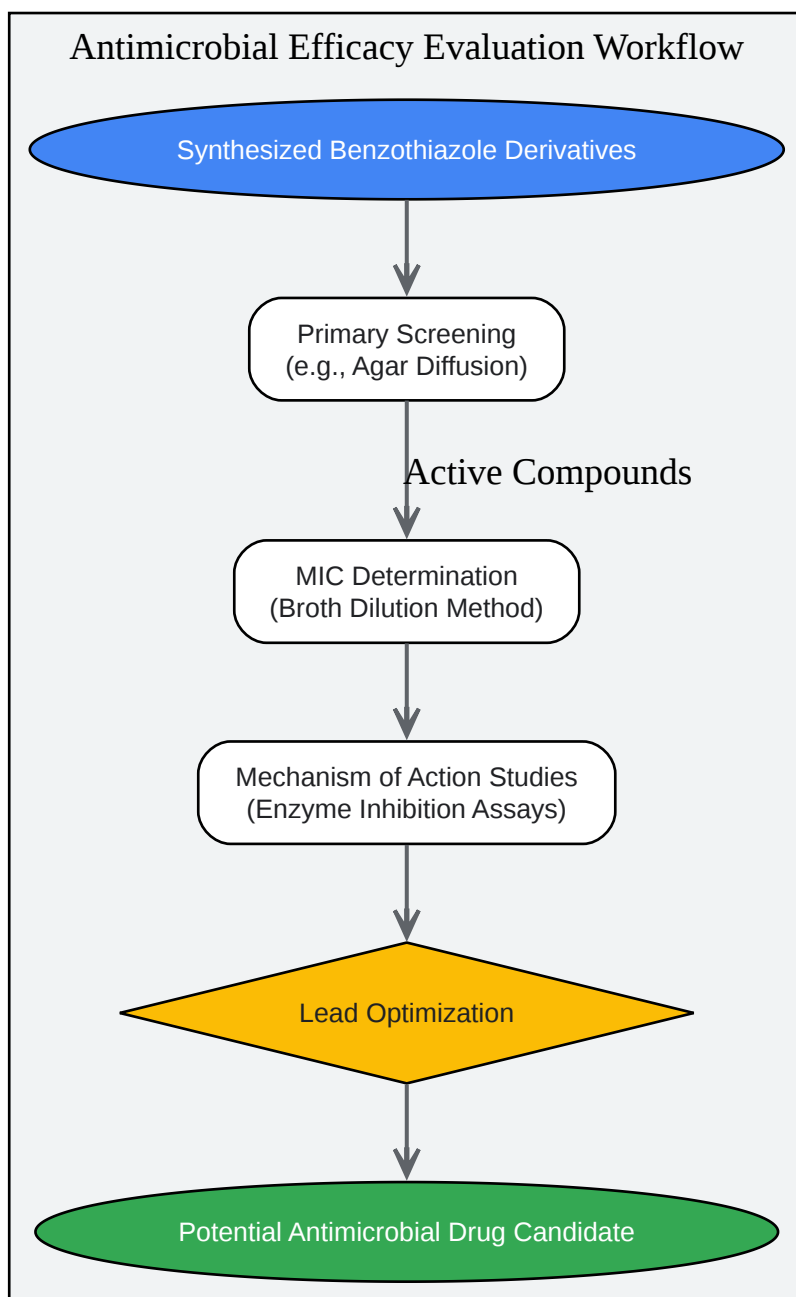 Antimicrobial Efficacy Evaluation Workflow
Synthesized Benzothiazole Derivatives
Primary Screening
(e.g., Agar Diffusion)
Active Compounds
MIC Determination
(Broth Dilution Method)
Mechanism of Action Studies
(Enzyme Inhibition Assays)
Lead Optimization
Potential Antimicrobial Drug Candidate